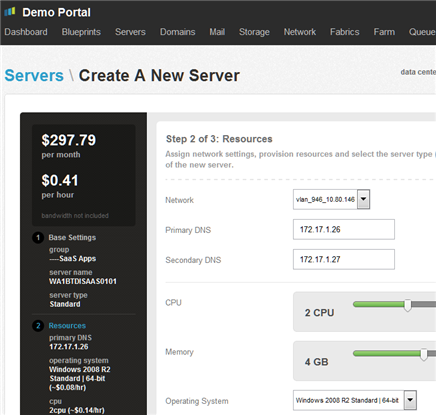 Demo Portal
Dashboard Blueprints Servers Domains Mail Storage Network Fabrics Farm Queue
Servers \ Create A New Server
data cente
$297.79
per month
$0.41
per hour
bandwidth not included
1 Base Settings
group
----SaaS Apps
server name
WA1BTDISAAS0101
server type
Standard
2 Resources
primary DNS
172.17.1.26
operating system
Windows 2008 R2
Standard | 64-bit
(~$0.08/hr)
cpu
2cpu (~$0.14/hr)
Step 2 of 3: Resources
Assign network settings, provision resources and select the server type
of the new server.
Network
vlan_946_10.80.146
Primary DNS
172.17.1.26
Secondary DNS
172.17.1.27
CPU
2 CPU
Memory
4 GB
Operating System
Windows 2008 R2 Standard | 64-bit